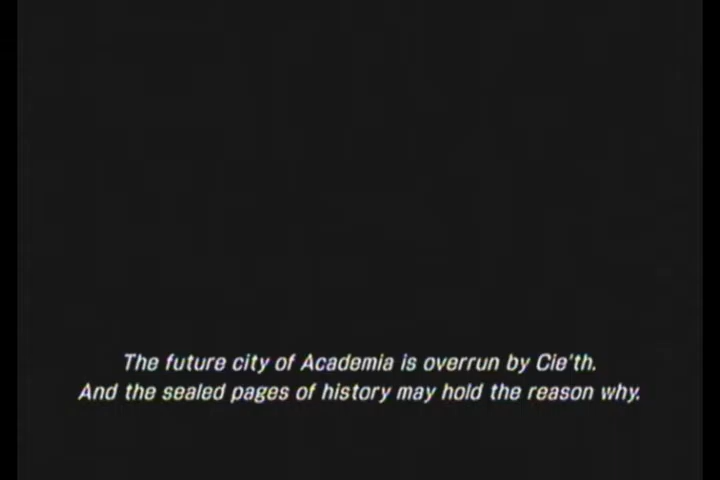 The future city of Academia is overrun by Cie'th.
And the sealed pages of history may hold the reason why.